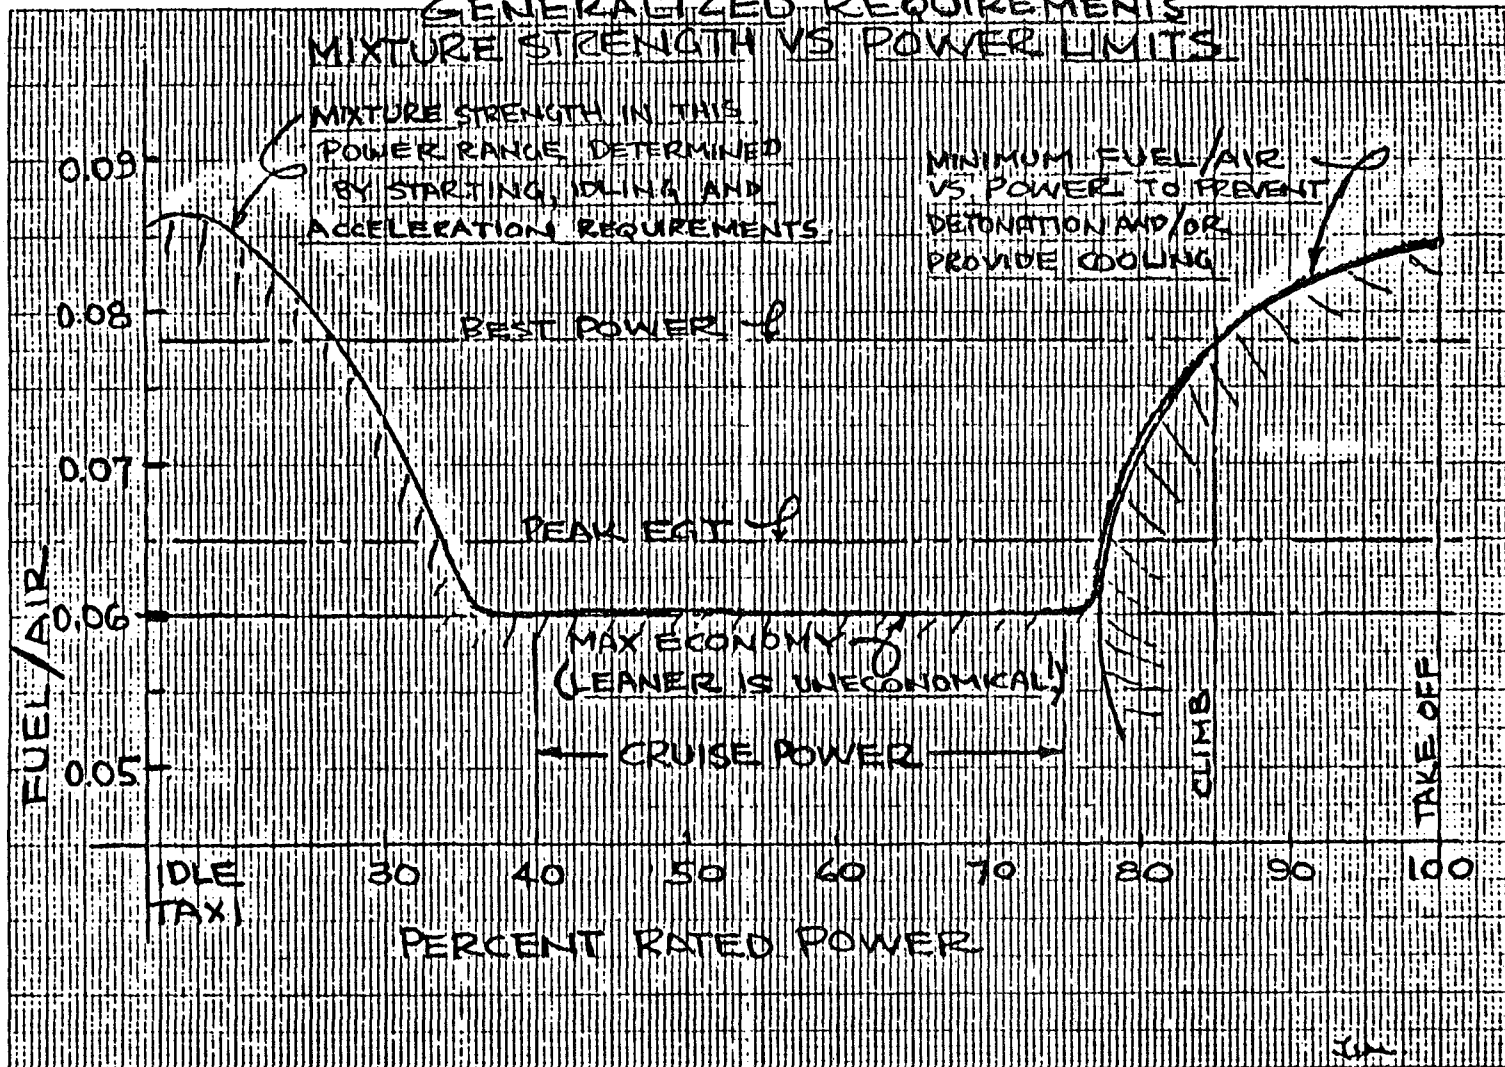 GENERALIZED REQUIREMENTS
MIXTURE STRENGTH VS POWER LIMITS
MIXTURE STRENGTH IN THIS
POWER RANGE DETERMINED
BY STARTING, IDLING AND
ACCELERATION REQUIREMENTS
MINIMUM FUEL/AIR
VS POWER TO PREVENT
DETONATION AND/OR
PROVIDE COOLING
0.09
0.08
BEST POWER
0.07
PEAK EGT
0.06
MAX ECONOMY
(LEANER IS UNECONOMICAL!)
CRUISE POWER
0.05
FUEL/AIR
CLIMB
TAKE OFF
IDLE
TAXI
30 40 50 60 70 80 90 100
PERCENT RATED POWER